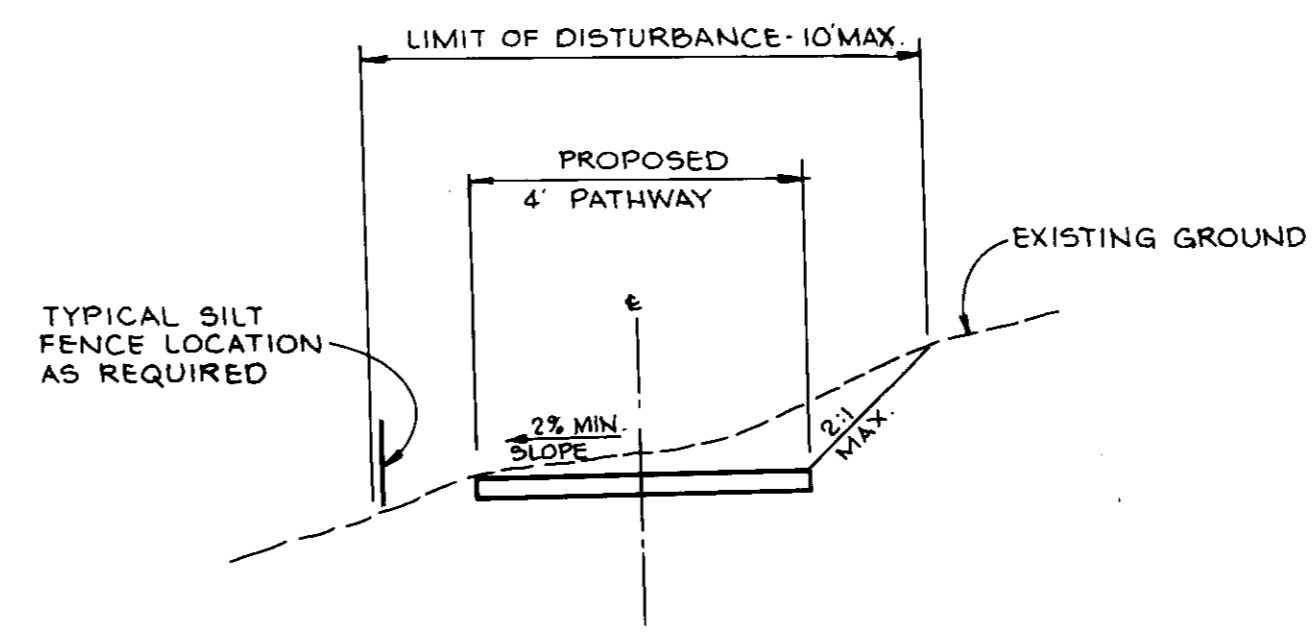 LIMIT OF DISTURBANCE - 10' MAX.
PROPOSED
4' PATHWAY
EXISTING GROUND
℄
TYPICAL SILT
FENCE LOCATION
AS REQUIRED
2% MIN.
SLOPE
2:1
MAX.